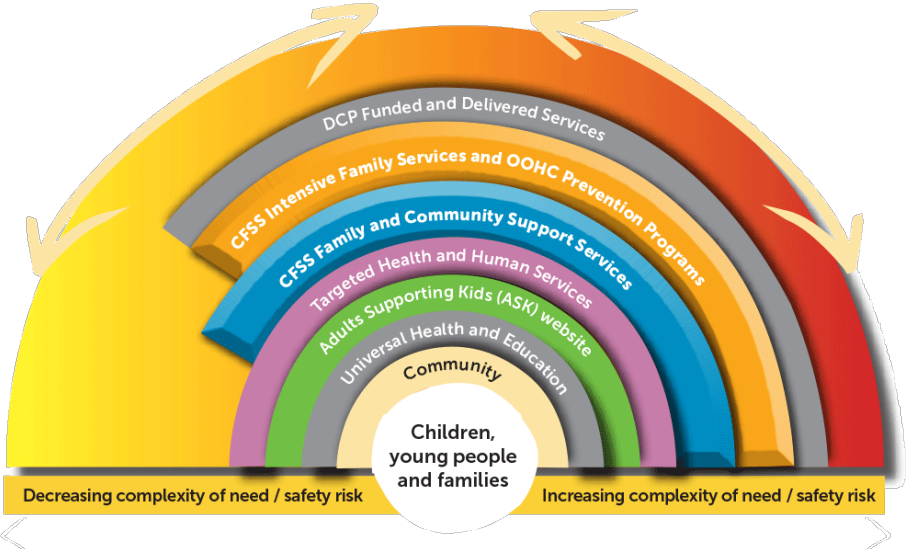 DCP Funded and Delivered Services
CFSS Intensive Family Services and OOHC Prevention Programs
CFSS Family and Community Support Services
Targeted Health and Human Services
Adults Supporting Kids (ASK) website
Universal Health and Education
Community
Children,
young people
and families
Decreasing complexity of need / safety risk
Increasing complexity of need / safety risk